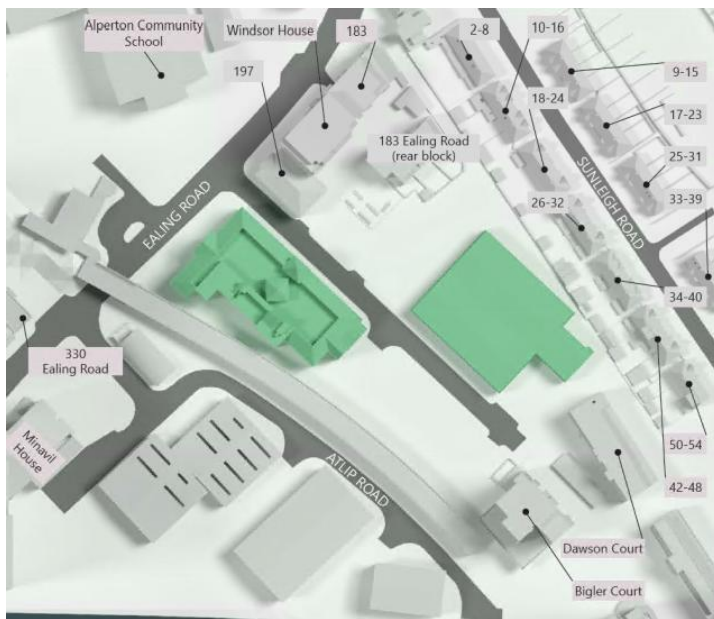 Alperton Community
School
Windsor House
183
2-8
10-16
197
9-15
18-24
17-23
183 Ealing Road
(rear block)
25-31
26-32
33-39
SUNLEIGH ROAD
EALING ROAD
34-40
330
Ealing Road
Minavil
House
ATLIP ROAD
50-54
42-48
Dawson Court
Bigler Court